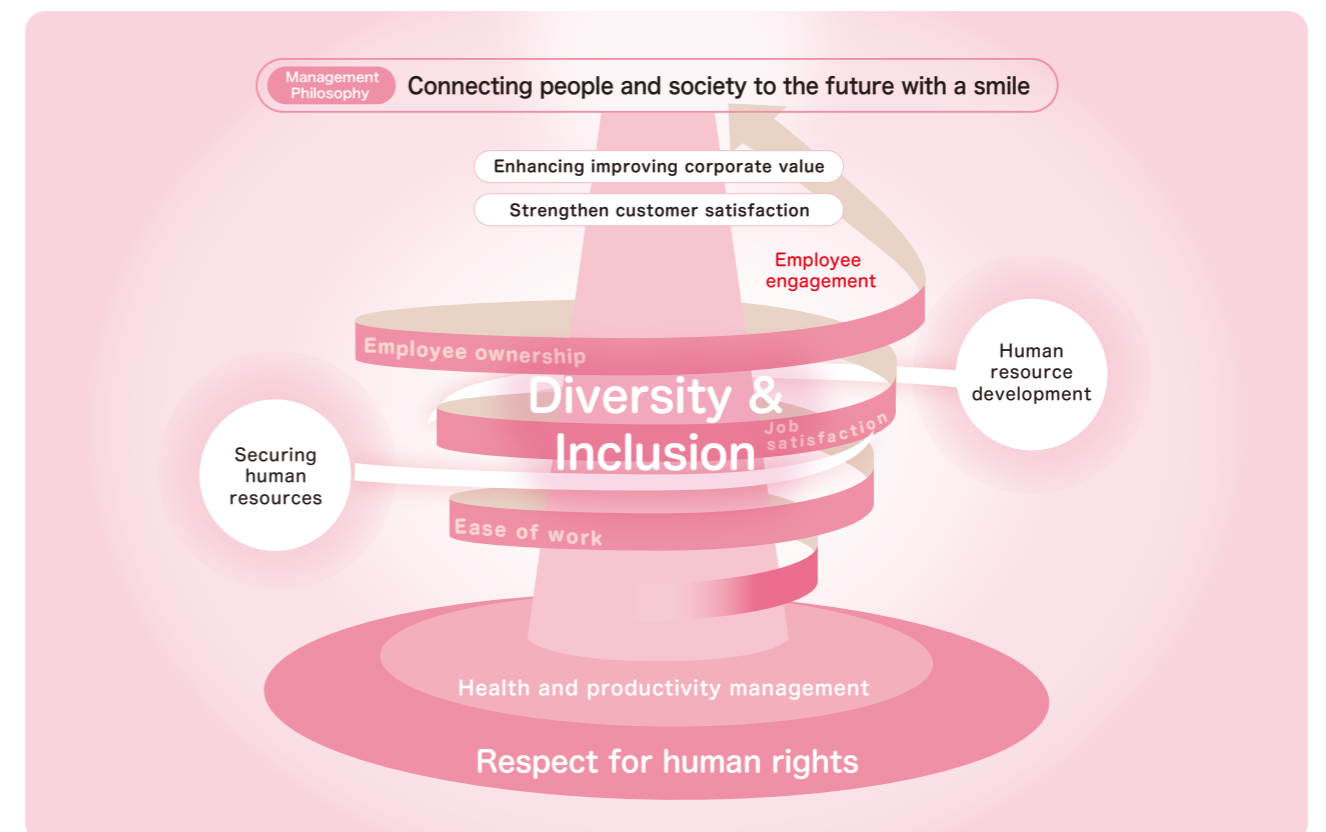 Management
Philosophy
Connecting people and society to the future with a smile
Enhancing improving corporate value
Strengthen customer satisfaction
Employee
engagement
Employee ownership
Human
resource
development
Diversity &
Inclusion
Job
satisfaction
Securing
human
resources
Ease of work
Health and productivity management
Respect for human rights